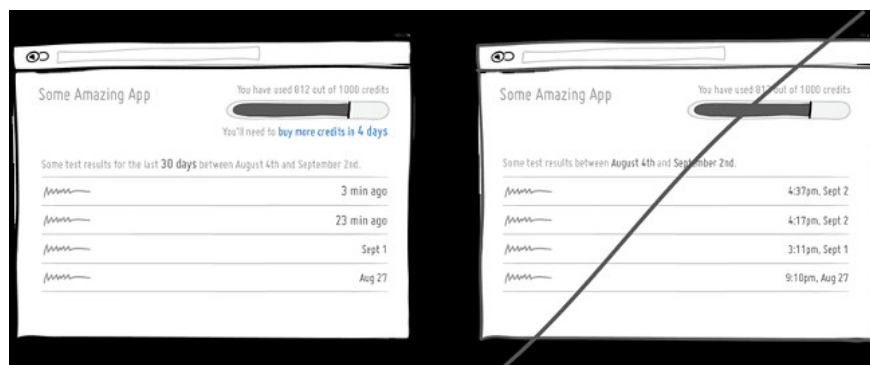 Some Amazing App
You have used 812 out of 1000 credits
You'll need to buy more credits in 4 days
Some test results for the last 30 days between August 4th and September 2nd.
3 min ago
23 min ago
Sept 1
Aug 27
Some Amazing App
You have used 812 out of 1000 credits
Some test results between August 4th and September 2nd.
4:37pm, Sept 2
4:17pm, Sept 2
3:11pm, Sept 1
9:10pm, Aug 27